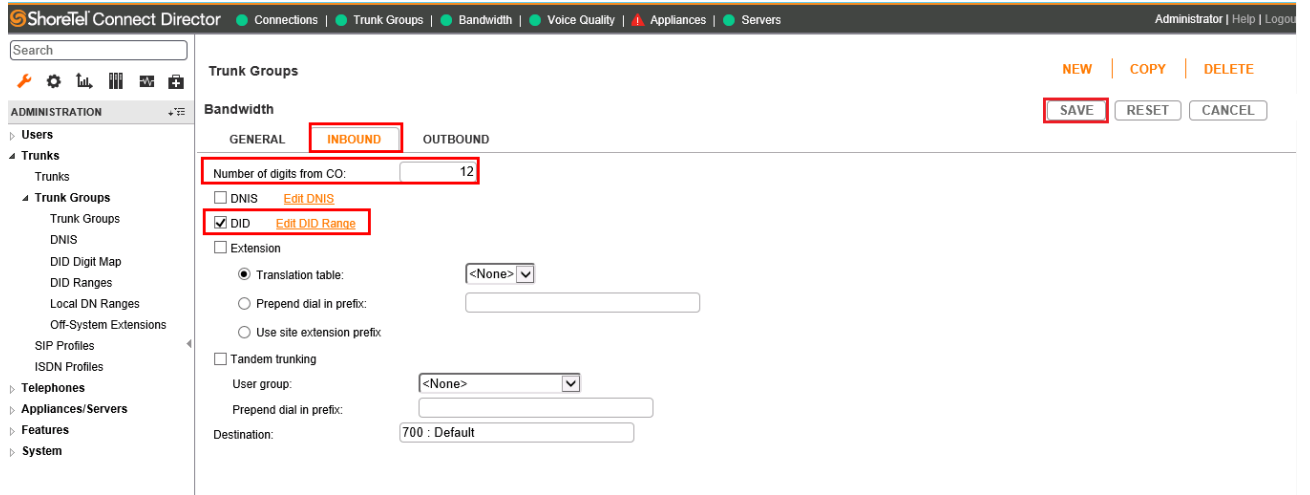 ShoreTel Connect Director Connections | Trunk Groups | Bandwidth | Voice Quality | Appliances | Servers Administrator | Help | Logou
Search
Trunk Groups NEW COPY DELETE
ADMINISTRATION
Bandwidth SAVE RESET CANCEL
GENERAL INBOUND OUTBOUND
Users
Trunks
Trunks
Trunk Groups
Trunk Groups
DNIS
DID Digit Map
DID Ranges
Local DN Ranges
Off-System Extensions
SIP Profiles
ISDN Profiles
Telephones
Appliances/Servers
Features
System
Number of digits from CO: 12
DNIS Edit DNIS
DID Edit DID Range
Extension
Translation table: <None>
Prepend dial in prefix:
Use site extension prefix
Tandem trunking
User group: <None>
Prepend dial in prefix:
Destination: 700 : Default